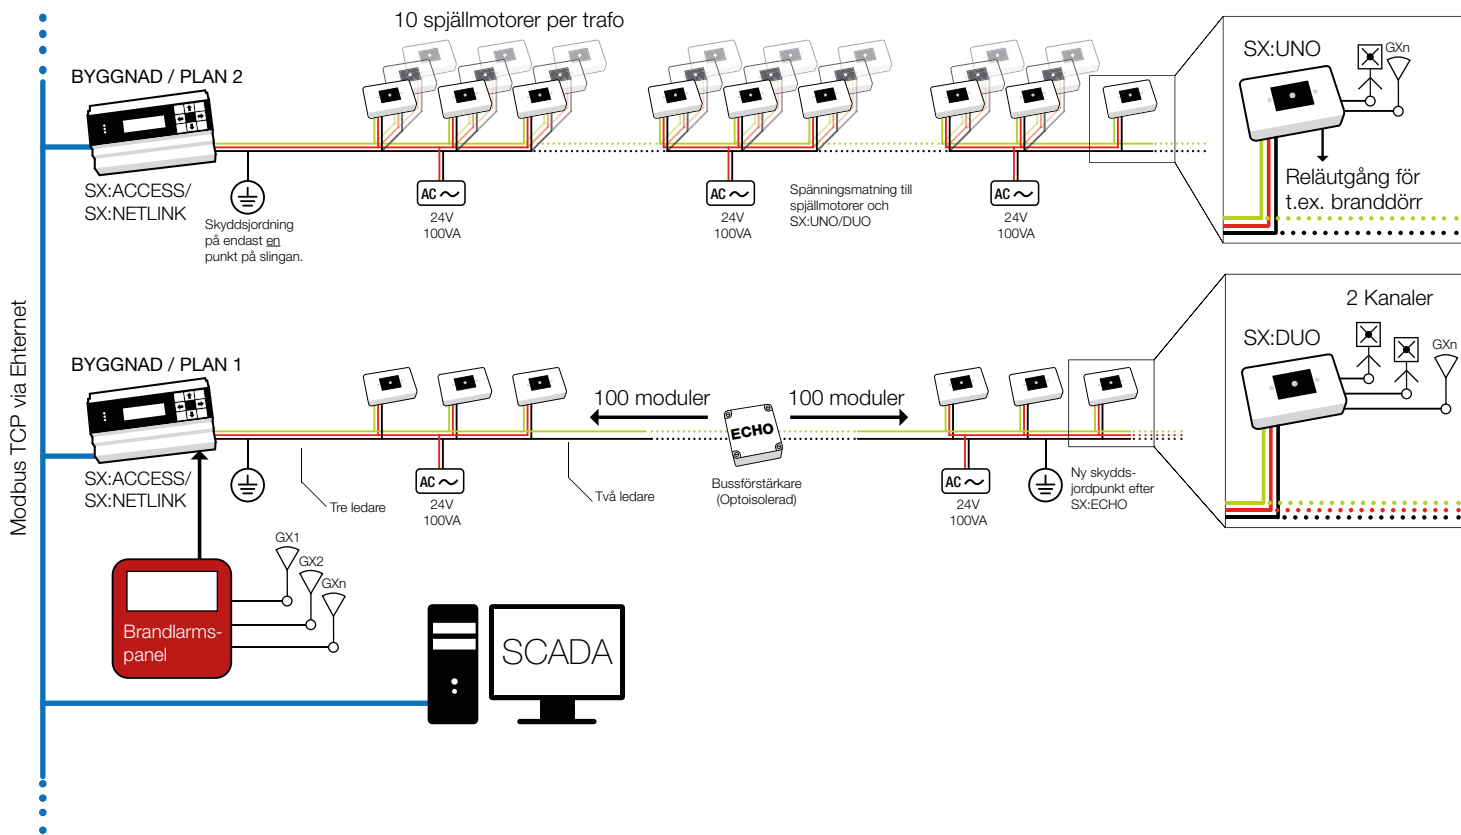 10 spjällmotorer per trafo
BYGGNAD / PLAN 2
SX:ACCESS/
SX:NETLINK
Skyddsjordning
på endast en
punkt på slingan.
AC
24V
100VA
AC
24V
100VA
Spänningsmatning till
spjällmotorer och
SX:UNO/DUO
AC
24V
100VA
SX:UNO
GXn
Reläutgång för
t.ex. branddörr
Modbus TCP via Ehternet
BYGGNAD / PLAN 1
SX:ACCESS/
SX:NETLINK
Tre ledare
AC
24V
100VA
Två ledare
100 moduler
100 moduler
ECHO
Bussförstärkare
(Optoisolerad)
AC
24V
100VA
Ny skydds-
jordpunkt efter
SX:ECHO
2 Kanaler
SX:DUO
GXn
GX1
GX2
GXn
Brandlarms-
panel
SCADA